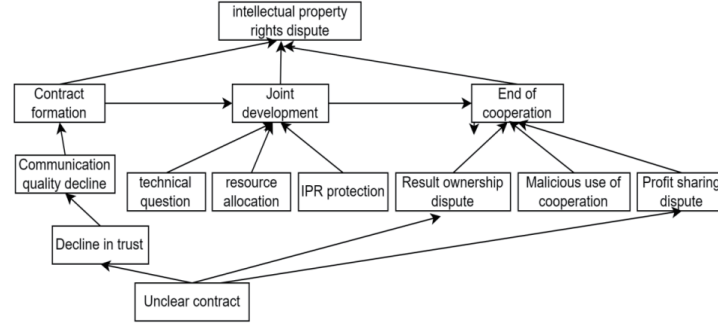 intellectual property
rights dispute
Contract
formation
Joint
development
End of
cooperation
Communication
quality decline
technical
question
resource
allocation
IPR protection
Result ownership
dispute
Malicious use of
cooperation
Profit sharing
dispute
Decline in trust
Unclear contract